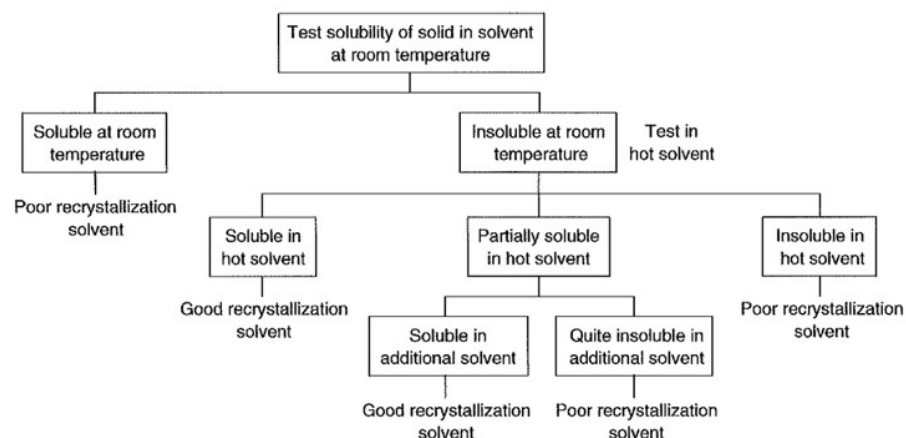 Test solubility of solid in solvent
at room temperature
Soluble at room
temperature
Poor recrystallization
solvent
Insoluble at room
temperature
Test in
hot solvent
Soluble in
hot solvent
Good recrystallization
solvent
Partially soluble
in hot solvent
Insoluble in
hot solvent
Poor recrystallization
solvent
Soluble in
additional solvent
Good recrystallization
solvent
Quite insoluble in
additional solvent
Poor recrystallization
solvent